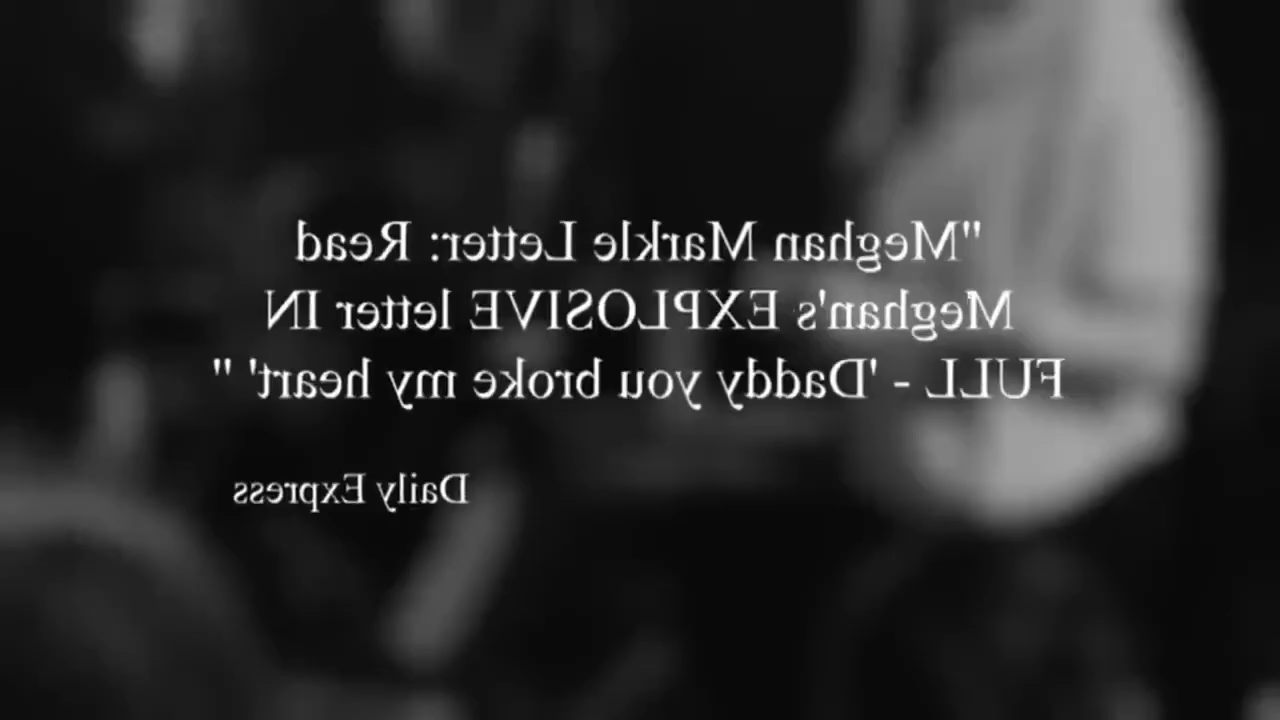 "Meghan Markle Letter: Read
Meghan's EXPLOSIVE letter IN
FULL - 'Daddy you broke my heart' "
Daily Express